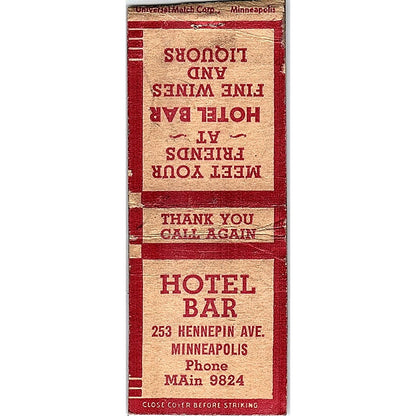 Universal Match Corp., Minneapolis
MEET YOUR
FRIENDS
~ AT ~
HOTEL BAR
FINE WINES
AND
LIQUORS
THANK YOU
CALL AGAIN
HOTEL
BAR
253 HENNEPIN AVE.
MINNEAPOLIS
Phone
MAin 9824
CLOSE COVER BEFORE STRIKING